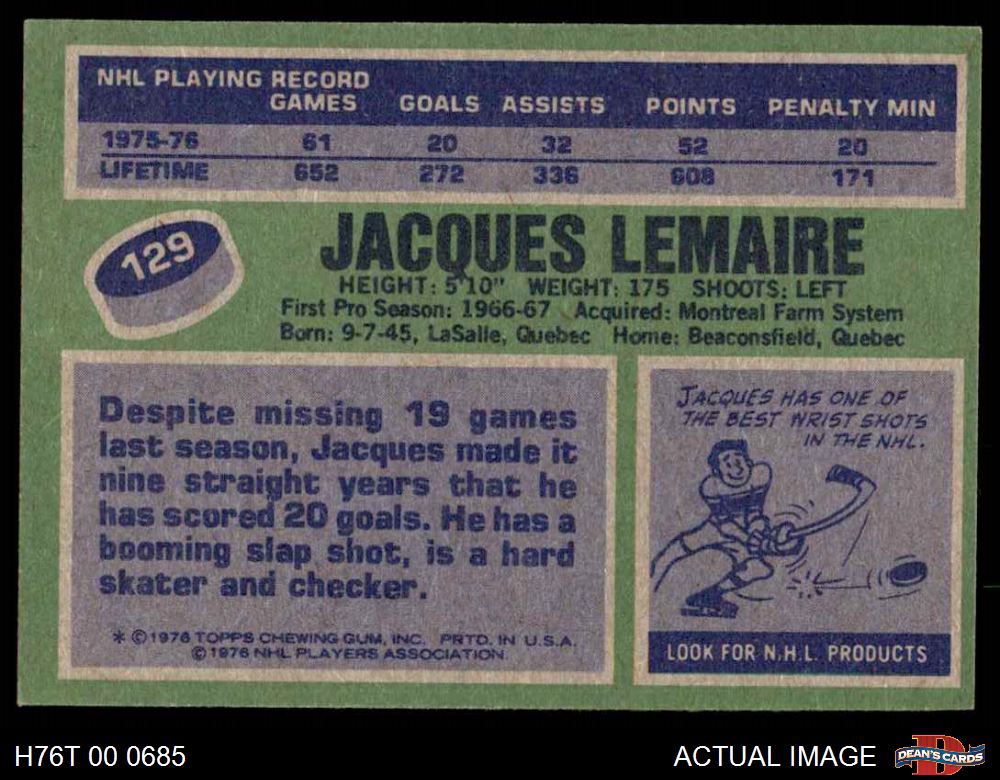 NHL PLAYING RECORD
GAMES GOALS ASSISTS POINTS PENALTY MIN
1975-76 61 20 32 52 20
LIFETIME 652 272 336 608 171
129
JACQUES LEMAIRE
HEIGHT: 5'10" WEIGHT: 175 SHOOTS: LEFT
First Pro Season: 1966-67 Acquired: Montreal Farm System
Born: 9-7-45, LaSalle, Quebec Home: Beaconsfield, Quebec
Despite missing 19 games
last season, Jacques made it
nine straight years that he
has scored 20 goals. He has a
booming slap shot, is a hard
skater and checker.
* ©1976 TOPPS CHEWING GUM, INC. PRTD. IN U.S.A.
©1976 NHL PLAYERS ASSOCIATION
JACQUES HAS ONE OF
THE BEST WRIST SHOTS
IN THE NHL.
LOOK FOR N.H.L. PRODUCTS
H76T 00 0685
ACTUAL IMAGE
D
DEAN'S CARDS